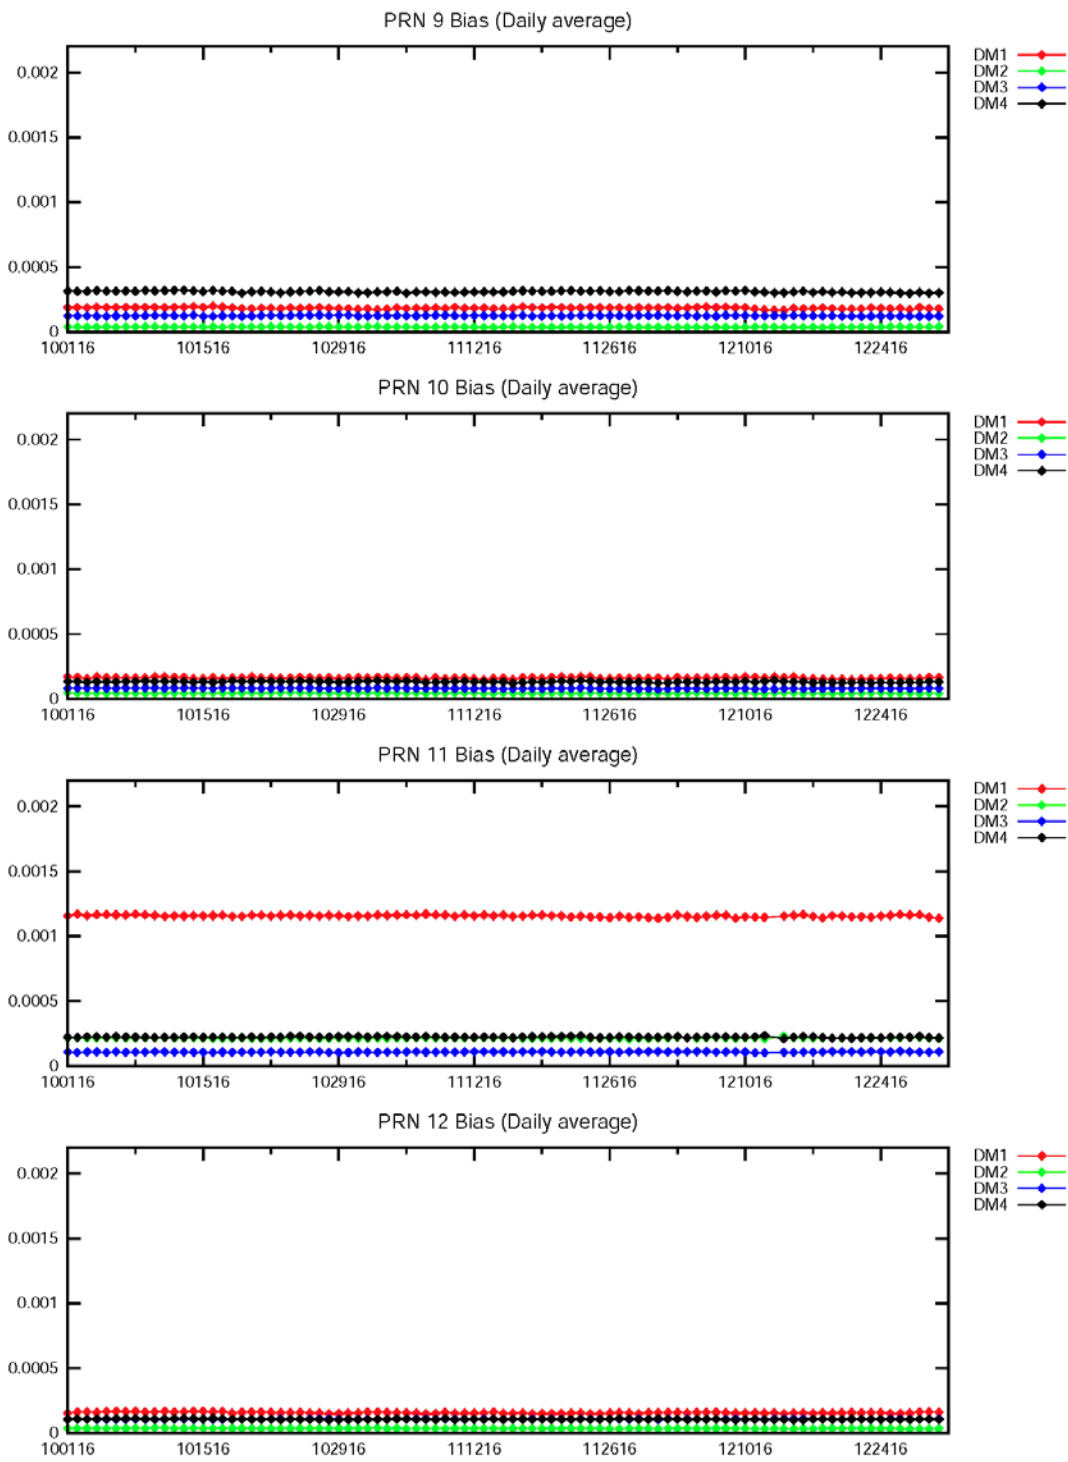 PRN 9 Bias (Daily average)
DM1
DM2
DM3
DM4
0.002
0.0015
0.001
0.0005
0
100116 101516 102916 111216 112616 121016 122416
PRN 10 Bias (Daily average)
DM1
DM2
DM3
DM4
0.002
0.0015
0.001
0.0005
0
100116 101516 102916 111216 112616 121016 122416
PRN 11 Bias (Daily average)
DM1
DM2
DM3
DM4
0.002
0.0015
0.001
0.0005
0
100116 101516 102916 111216 112616 121016 122416
PRN 12 Bias (Daily average)
DM1
DM2
DM3
DM4
0.002
0.0015
0.001
0.0005
0
100116 101516 102916 111216 112616 121016 122416